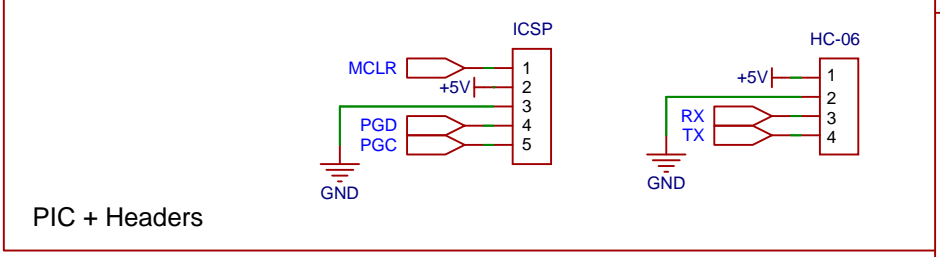 ICSP
MCLR
1
+5V
2
3
PGD
4
PGC
5
GND
HC-06
+5V
1
2
RX
3
TX
4
GND
PIC + Headers